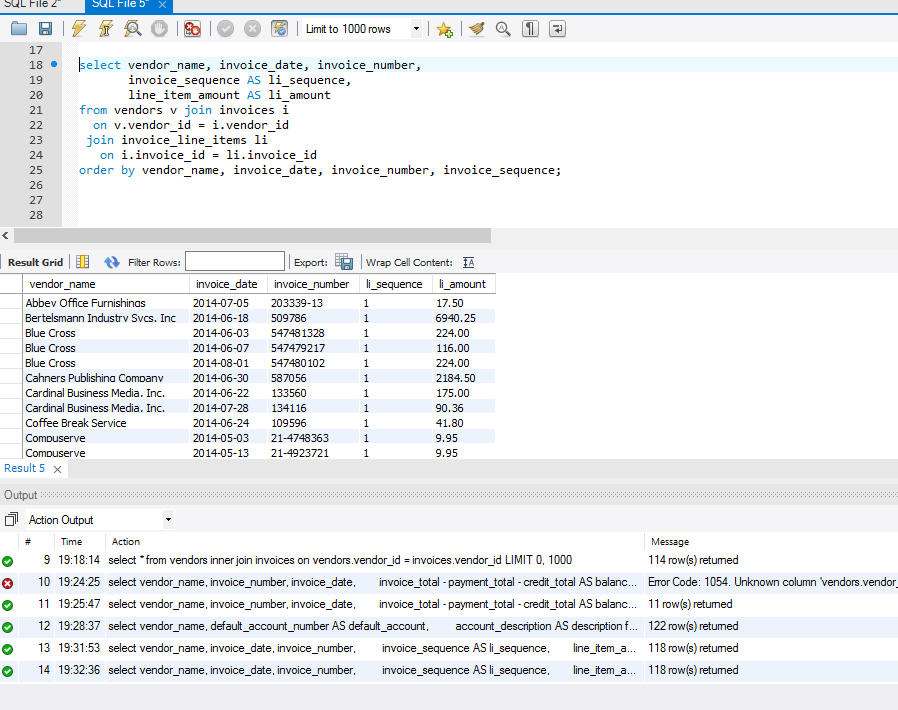 SQL File 2* SQL File 5* ×
Limit to 1000 rows
17
18 select vendor_name, invoice_date, invoice_number,
19 invoice_sequence AS li_sequence,
20 line_item_amount AS li_amount
21 from vendors v join invoices i
22 on v.vendor_id = i.vendor_id
23 join invoice_line_items li
24 on i.invoice_id = li.invoice_id
25 order by vendor_name, invoice_date, invoice_number, invoice_sequence;
26
27
28
Result Grid Filter Rows: Export: Wrap Cell Content:
vendor_name invoice_date invoice_number li_sequence li_amount
Abbey Office Furnishings 2014-07-05 203339-13 1 17.50
Bertelsmann Industry Svcs. Inc 2014-06-18 509786 1 6940.25
Blue Cross 2014-06-03 547481328 1 224.00
Blue Cross 2014-06-07 547479217 1 116.00
Blue Cross 2014-08-01 547480102 1 224.00
Cahners Publishing Company 2014-06-30 587056 1 2184.50
Cardinal Business Media, Inc. 2014-06-22 133560 1 175.00
Cardinal Business Media, Inc. 2014-07-28 134116 1 90.36
Coffee Break Service 2014-06-24 109596 1 41.80
Compuserve 2014-05-03 21-4748363 1 9.95
Compuserve 2014-05-13 21-4923721 1 9.95
Result 5 ×
Output
Action Output
# Time Action Message
9 19:18:14 select * from vendors inner join invoices on vendors.vendor_id = invoices.vendor_id LIMIT 0, 1000 114 row(s) returned
10 19:24:25 select vendor_name, invoice_number, invoice_date, invoice_total - payment_total - credit_total AS balanc... Error Code: 1054. Unknown column 'vendors.vendor_
11 19:25:47 select vendor_name, invoice_number, invoice_date, invoice_total - payment_total - credit_total AS balanc... 11 row(s) returned
12 19:28:37 select vendor_name, default_account_number AS default_account, account_description AS description f... 122 row(s) returned
13 19:31:53 select vendor_name, invoice_date, invoice_number, invoice_sequence AS li_sequence, line_item_a... 118 row(s) returned
14 19:32:36 select vendor_name, invoice_date, invoice_number, invoice_sequence AS li_sequence, line_item_a... 118 row(s) returned